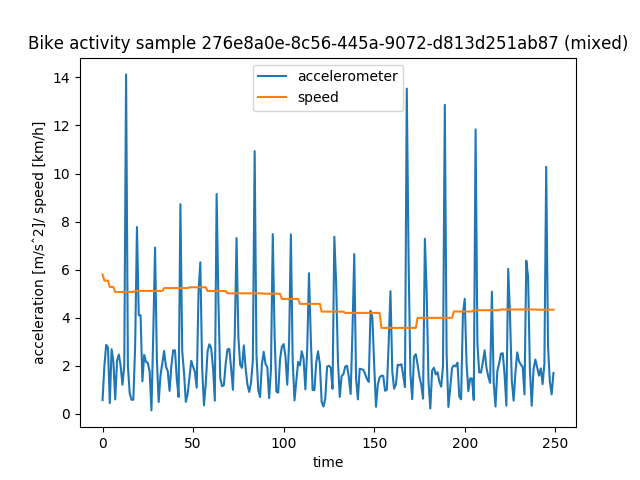 Bike activity sample 276e8a0e-8c56-445a-9072-d813d251ab87 (mixed)
accelerometer
speed
acceleration [m/s^2]/ speed [km/h]
14
12
10
8
6
4
2
0
0 50 100 150 200 250
time